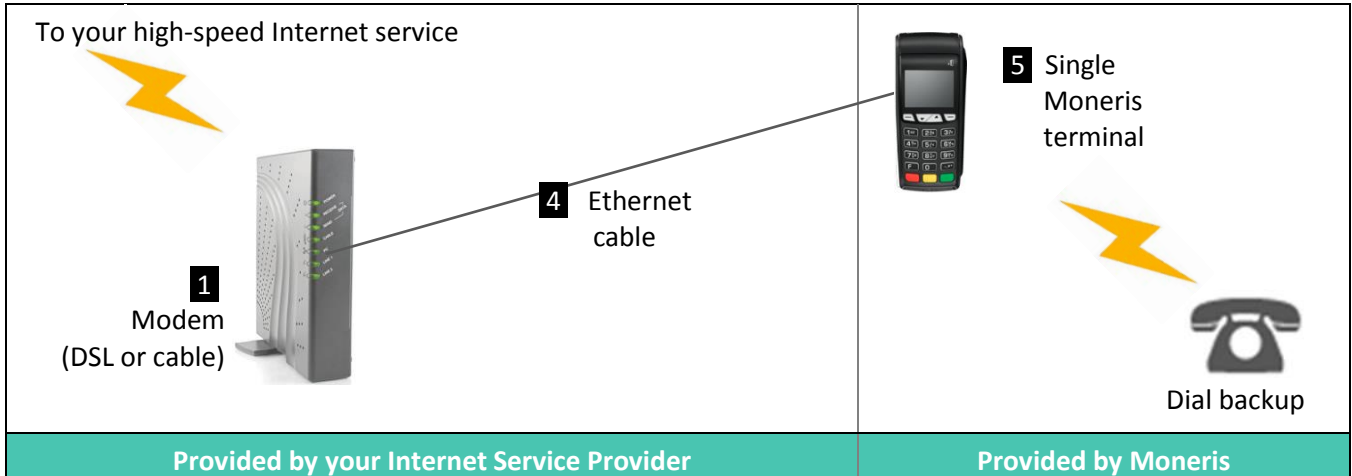 To your high-speed Internet service
5 Single
Moneris
terminal
4 Ethernet
cable
1
Modem
(DSL or cable)
Dial backup
Provided by your Internet Service Provider
Provided by Moneris